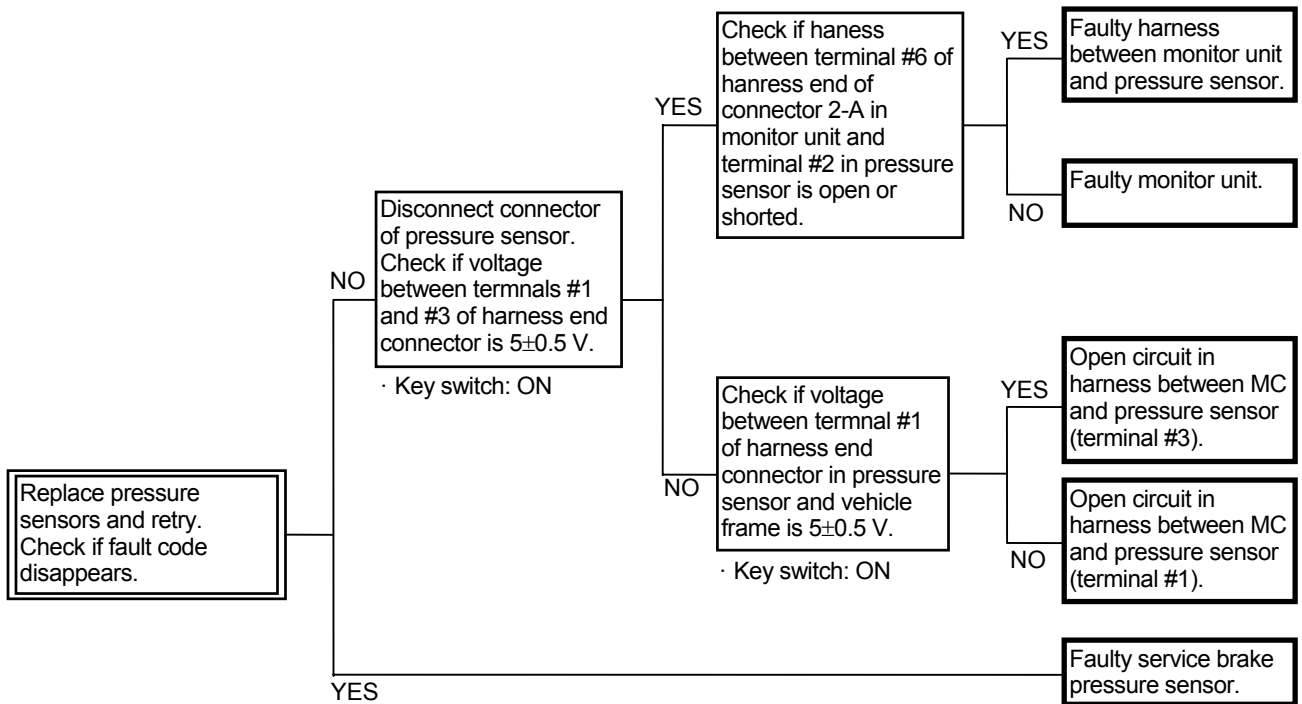 Replace pressure
sensors and retry.
Check if fault code
disappears.
NO
Disconnect connector
of pressure sensor.
Check if voltage
between termnals #1
and #3 of harness end
connector is 5±0.5 V.
· Key switch: ON
YES
Check if haness
between terminal #6 of
hanress end of
connector 2-A in
monitor unit and
terminal #2 in pressure
sensor is open or
shorted.
YES
Faulty harness
between monitor unit
and pressure sensor.
NO
Faulty monitor unit.
NO
Check if voltage
between termnal #1
of harness end
connector in pressure
sensor and vehicle
frame is 5±0.5 V.
· Key switch: ON
YES
Open circuit in
harness between MC
and pressure sensor
(terminal #3).
NO
Open circuit in
harness between MC
and pressure sensor
(terminal #1).
YES
Faulty service brake
pressure sensor.